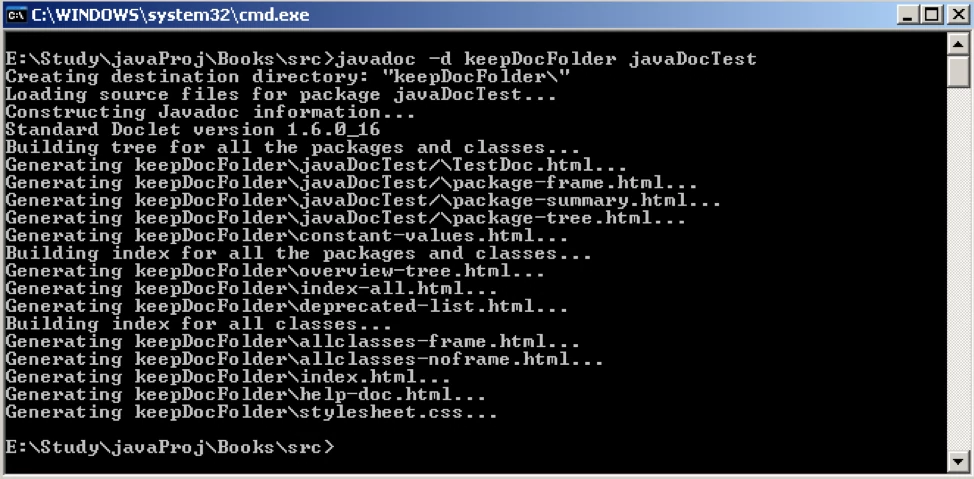 C:\WINDOWS\system32\cmd.exe
E:\Study\javaProj\Books\src>javadoc -d keepDocFolder javaDocTest
Creating destination directory: "keepDocFolder\"
Loading source files for package javaDocTest...
Constructing Javadoc information...
Standard Doclet version 1.6.0_16
Building tree for all the packages and classes...
Generating keepDocFolder\javaDocTest/\TestDoc.html...
Generating keepDocFolder\javaDocTest/\package-frame.html...
Generating keepDocFolder\javaDocTest/\package-summary.html...
Generating keepDocFolder\javaDocTest/\package-tree.html...
Generating keepDocFolder\constant-values.html...
Building index for all the packages and classes...
Generating keepDocFolder\overview-tree.html...
Generating keepDocFolder\index-all.html...
Generating keepDocFolder\deprecated-list.html...
Building index for all classes...
Generating keepDocFolder\allclasses-frame.html...
Generating keepDocFolder\allclasses-noframe.html...
Generating keepDocFolder\index.html...
Generating keepDocFolder\help-doc.html...
Generating keepDocFolder\stylesheet.css...
E:\Study\javaProj\Books\src>